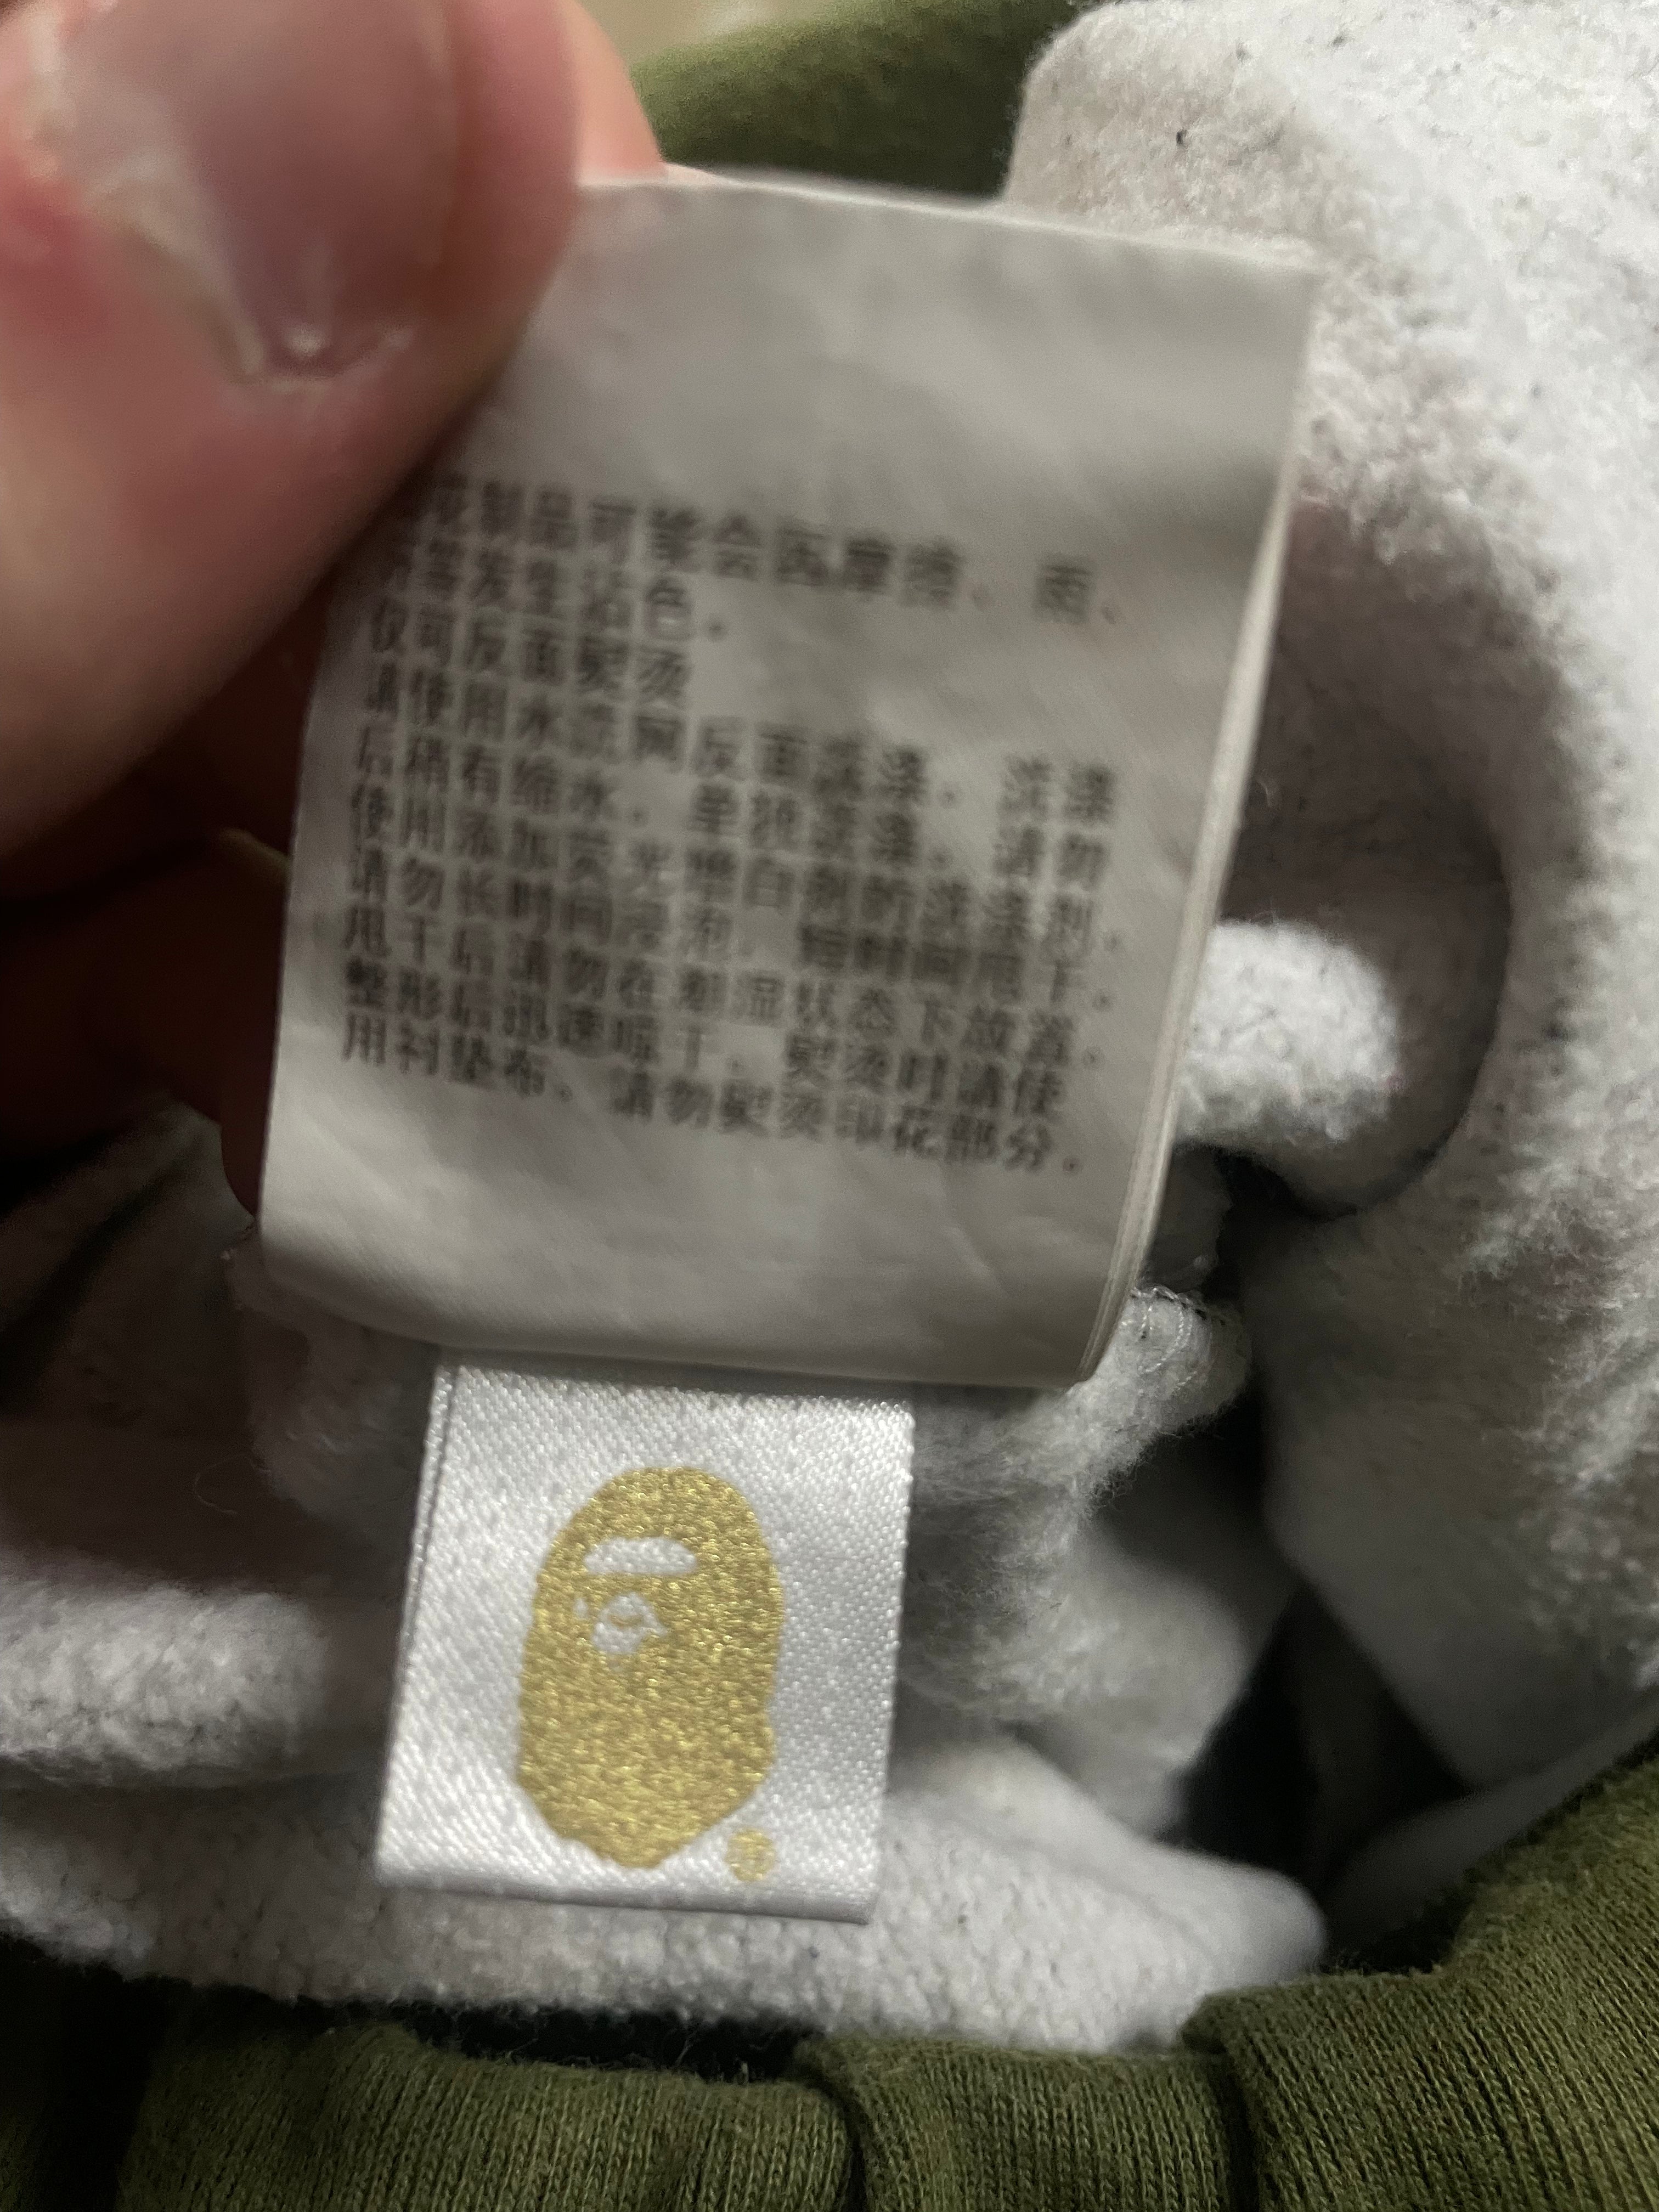 制品可能会因摩擦、雨、
等发生沾色。
仅可反面熨烫
请使用水洗网反面洗涤。洗涤
后稍有缩水。单独洗涤。请勿
使用添加荧光增白剂的洗涤剂。
请勿长时间浸泡。短时间甩干。
甩干后請勿在潮湿状态下放置。
整形后迅速晾干。熨烫时請使
用衬垫布。請勿熨烫印花部分。